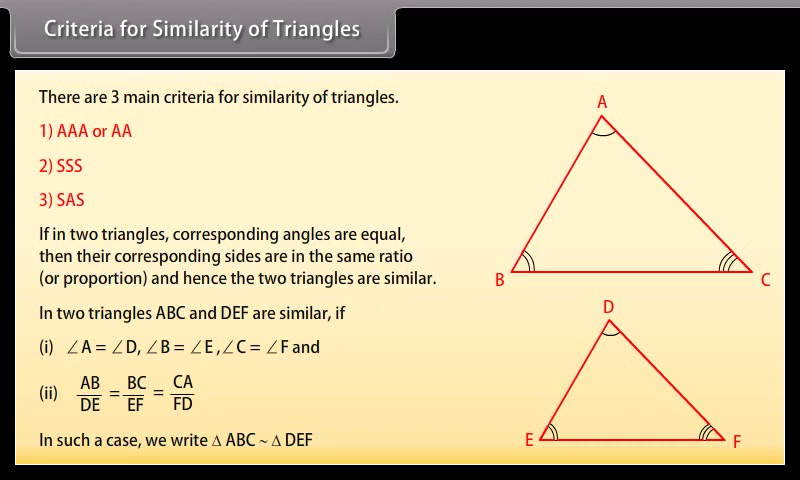 Criteria for Similarity of Triangles
There are 3 main criteria for similarity of triangles.
1) AAA or AA
2) SSS
3) SAS
If in two triangles, corresponding angles are equal,
then their corresponding sides are in the same ratio
(or proportion) and hence the two triangles are similar.
In two triangles ABC and DEF are similar, if
(i) ∠A = ∠D, ∠B = ∠E ,∠C = ∠F and
(ii) AB/DE = BC/EF = CA/FD
In such a case, we write Δ ABC ~ Δ DEF
A
B
C
D
E
F